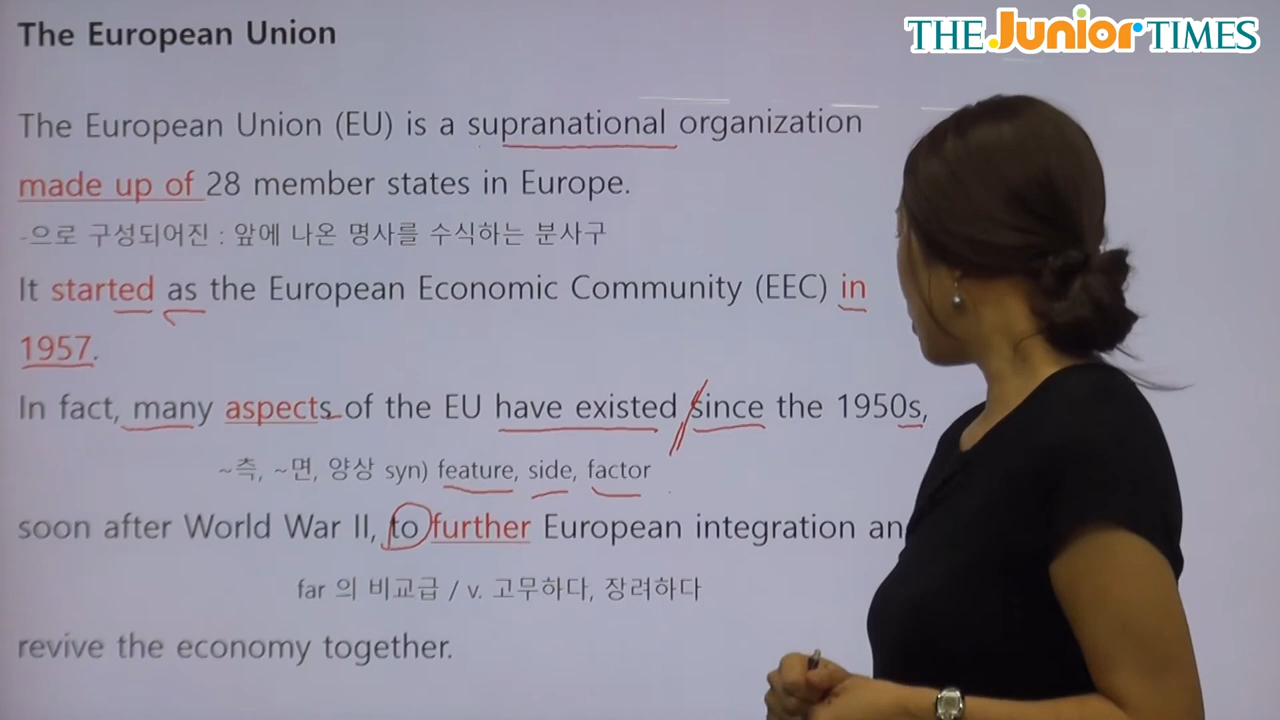 The European Union
THE Junior TIMES
The European Union (EU) is a supranational organization
made up of 28 member states in Europe.
-으로 구성되어진 : 앞에 나온 명사를 수식하는 분사구
It started as the European Economic Community (EEC) in
1957.
In fact, many aspects of the EU have existed since the 1950s,
~측, ~면, 양상 syn) feature, side, factor
soon after World War II, to further European integration an
far 의 비교급 / v. 고무하다, 장려하다
revive the economy together.